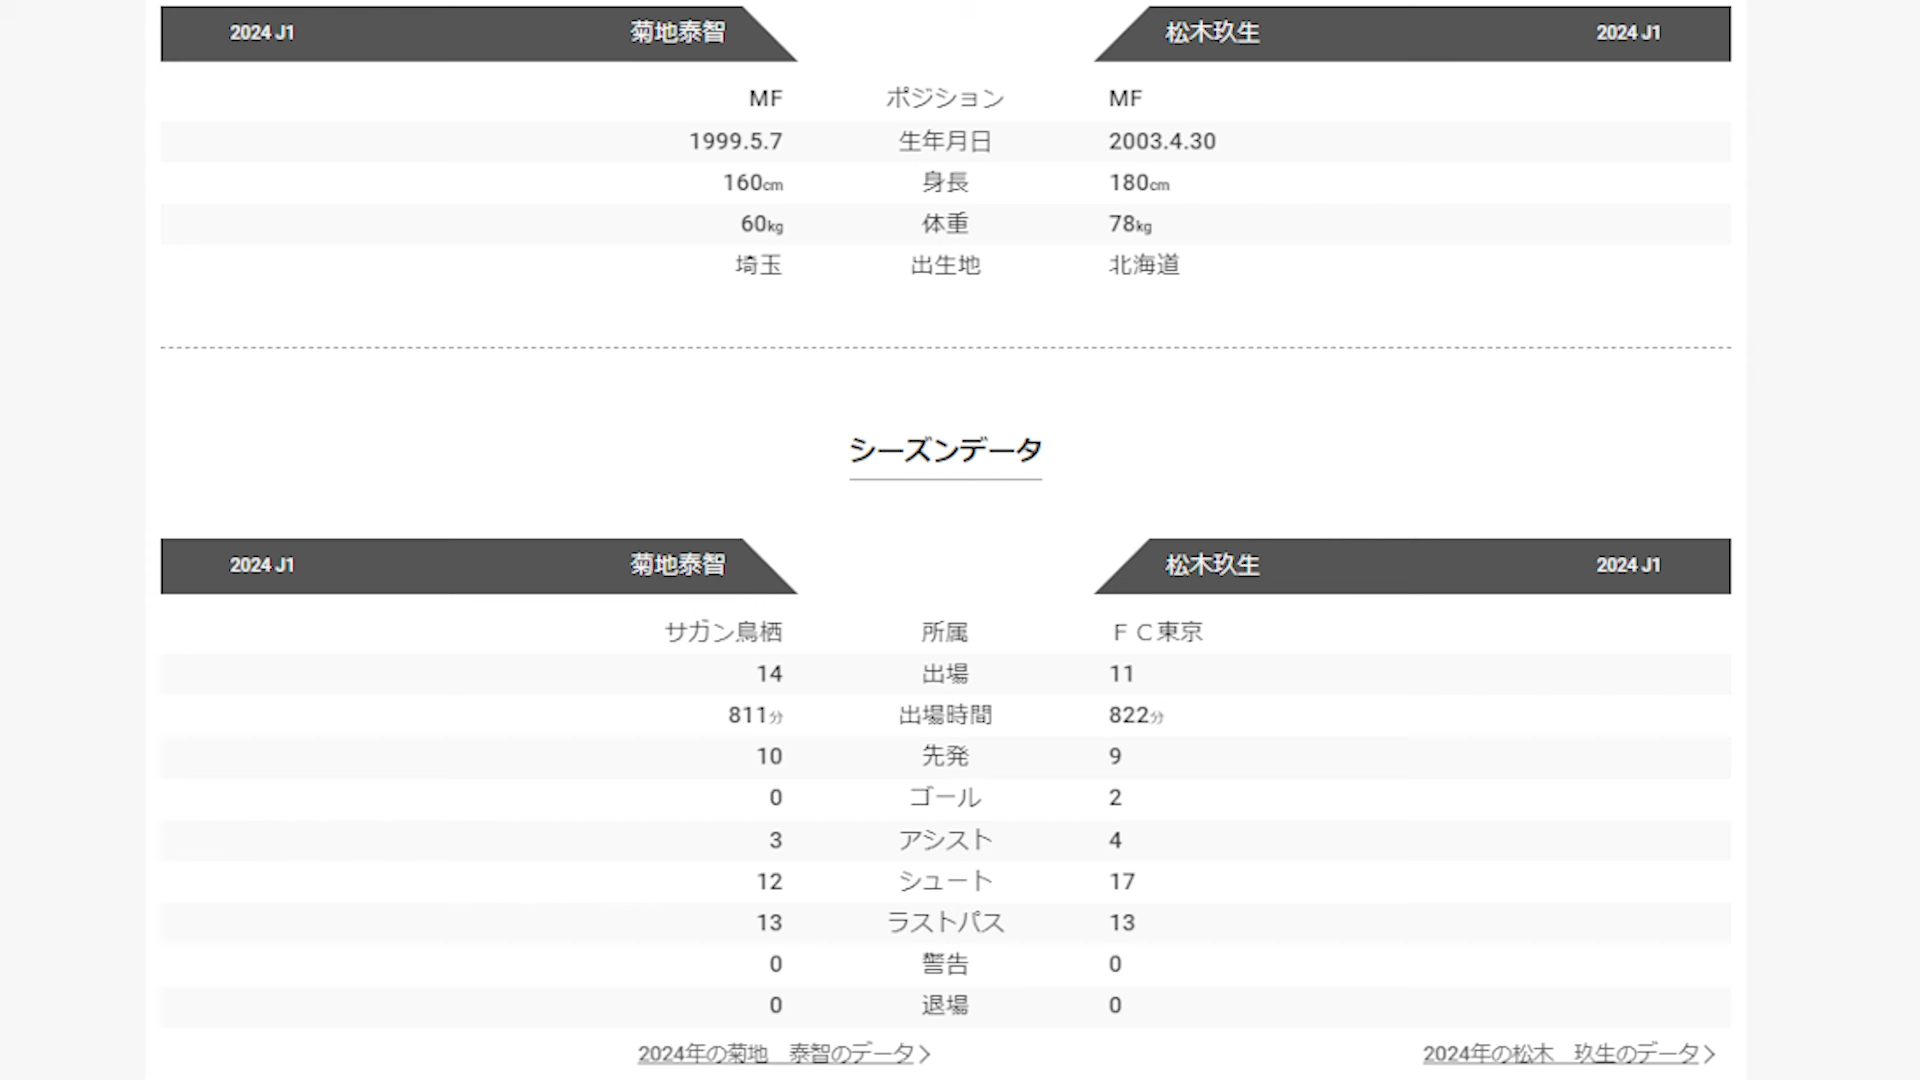 2024 J1 菊地泰智 松木玖生 2024 J1
MF ポジション MF
1999.5.7 生年月日 2003.4.30
160cm 身長 180cm
60kg 体重 78kg
埼玉 出生地 北海道
シーズンデータ
2024 J1 菊地泰智 松木玖生 2024 J1
サガン鳥栖 所属 ＦＣ東京
14 出場 11
811分 出場時間 822分
10 先発 9
0 ゴール 2
3 アシスト 4
12 シュート 17
13 ラストパス 13
0 警告 0
0 退場 0
2024年の菊地　泰智のデータ 2024年の松木　玖生のデータ